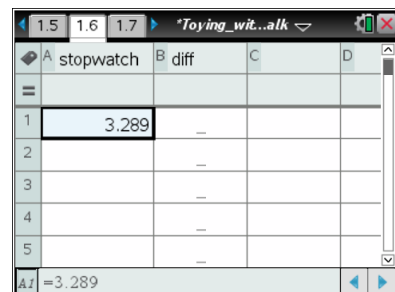 1.5 1.6 1.7 *Toying_wit...alk
A stopwatch B diff C D
=
1 3.289 _
2 _
3 _
4 _
5 _
A1 =3.289